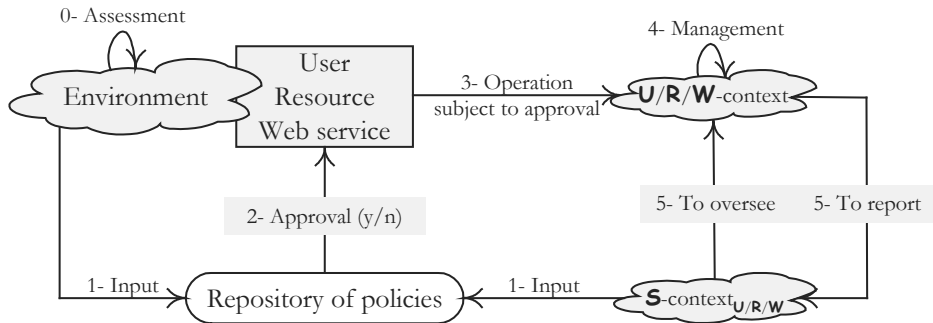 0- Assessment
4- Management
User
Resource
Web service
Environment
3- Operation
subject to approval
U/R/W-context
2- Approval (y/n)
5- To oversee
5- To report
1- Input
Repository of policies
1- Input
S-contextU/R/W